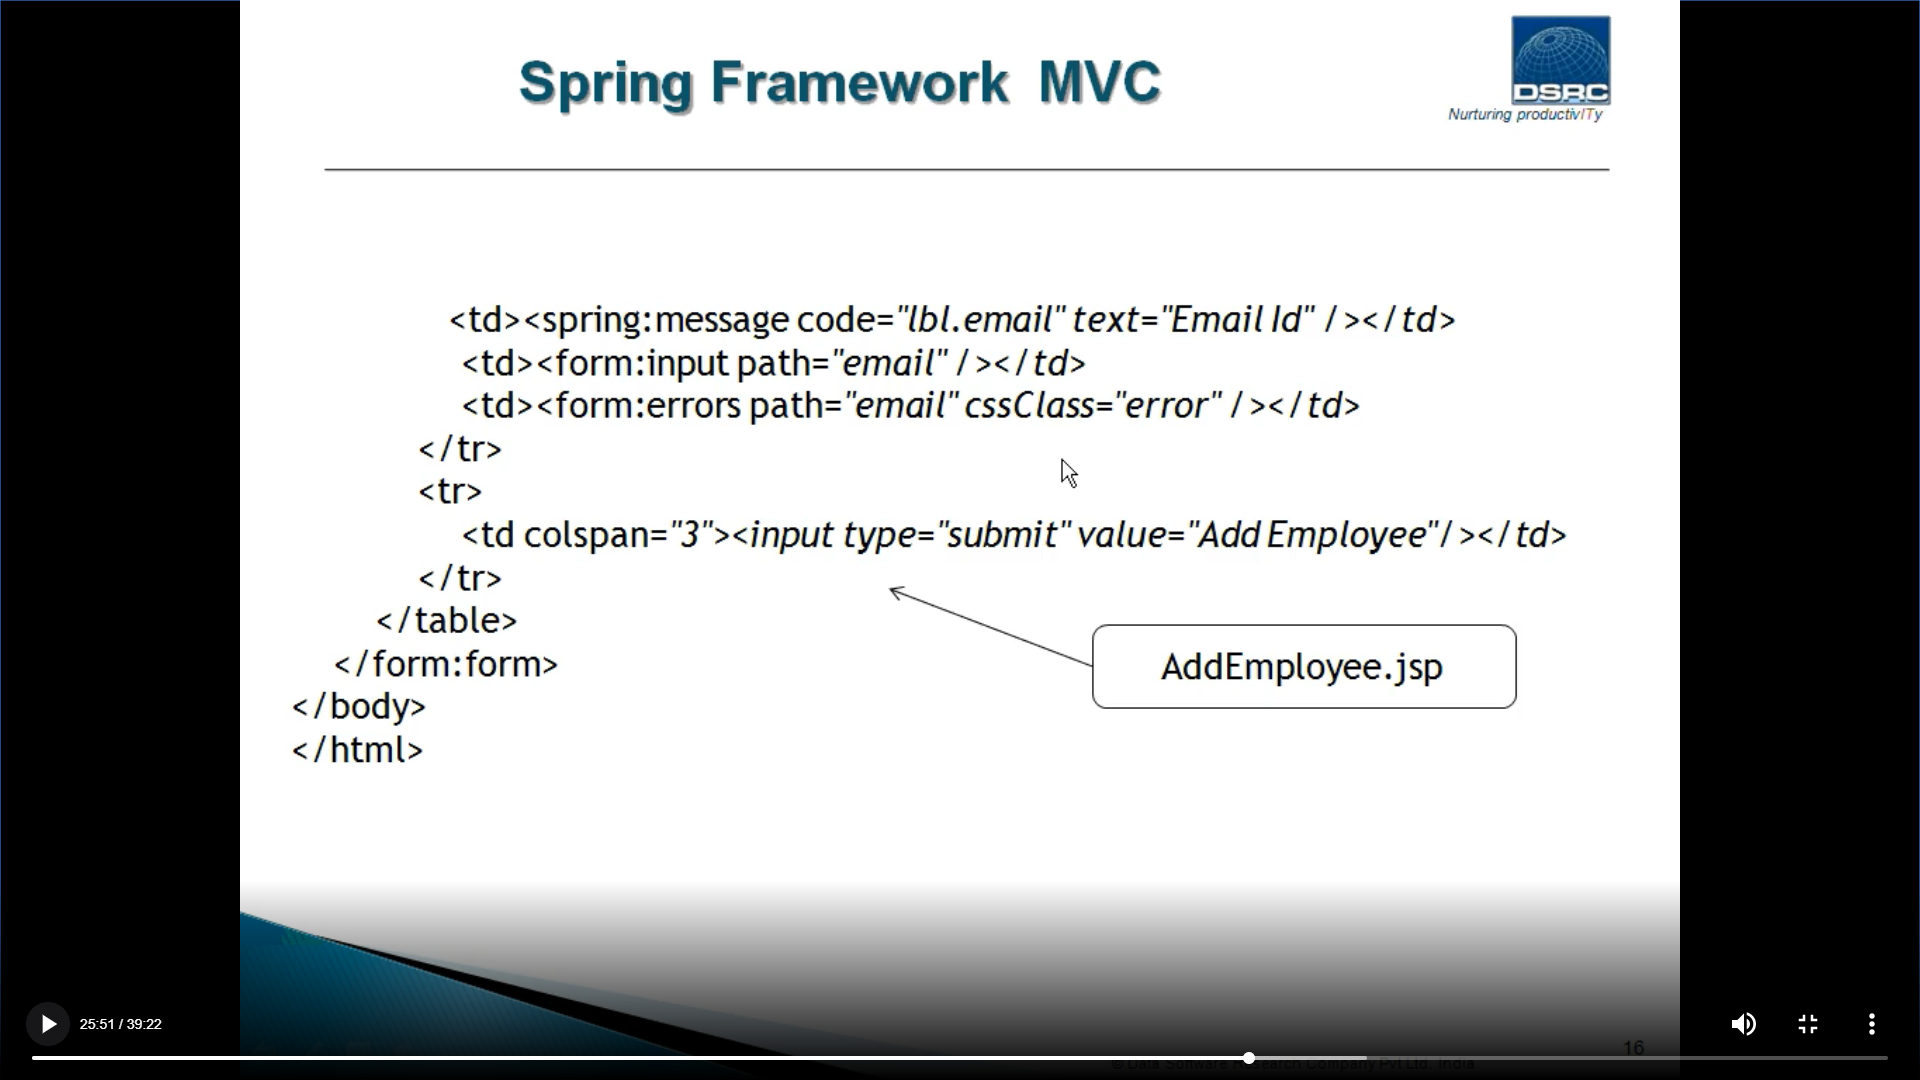 Spring Framework MVC
DSRC
Nurturing productivITy
<td><spring:message code="lbl.email" text="Email Id" /></td>
<td><form:input path="email" /></td>
<td><form:errors path="email" cssClass="error" /></td>
</tr>
<tr>
<td colspan="3"><input type="submit" value="Add Employee"/></td>
</tr>
</table>
</form:form>
</body>
</html>
AddEmployee.jsp
25:51 / 39:22
16
© Data Software Research Company Pvt Ltd. India